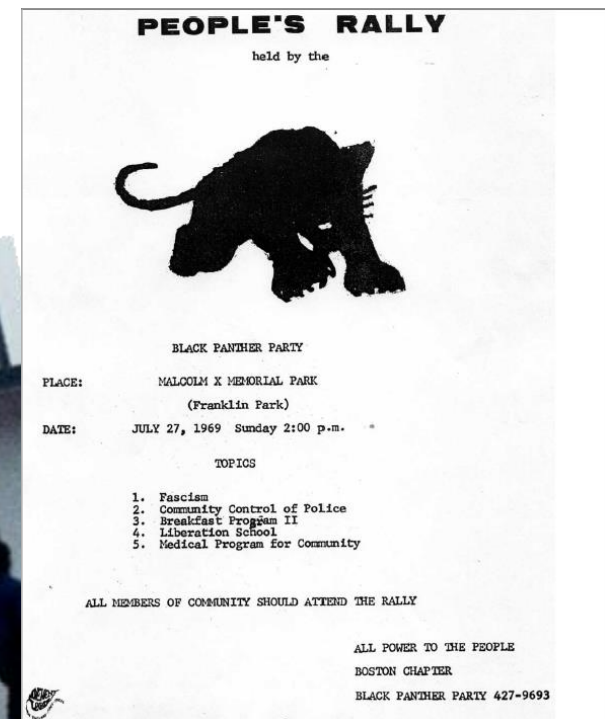 PEOPLE'S RALLY
held by the
BLACK PANTHER PARTY
PLACE: MALCOLM X MEMORIAL PARK
(Franklin Park)
DATE: JULY 27, 1969 Sunday 2:00 p.m.
TOPICS
1. Fascism
2. Community Control of Police
3. Breakfast Program II
4. Liberation School
5. Medical Program for Community
ALL MEMBERS OF COMMUNITY SHOULD ATTEND THE RALLY
ALL POWER TO THE PEOPLE
BOSTON CHAPTER
BLACK PANTHER PARTY 427-9693